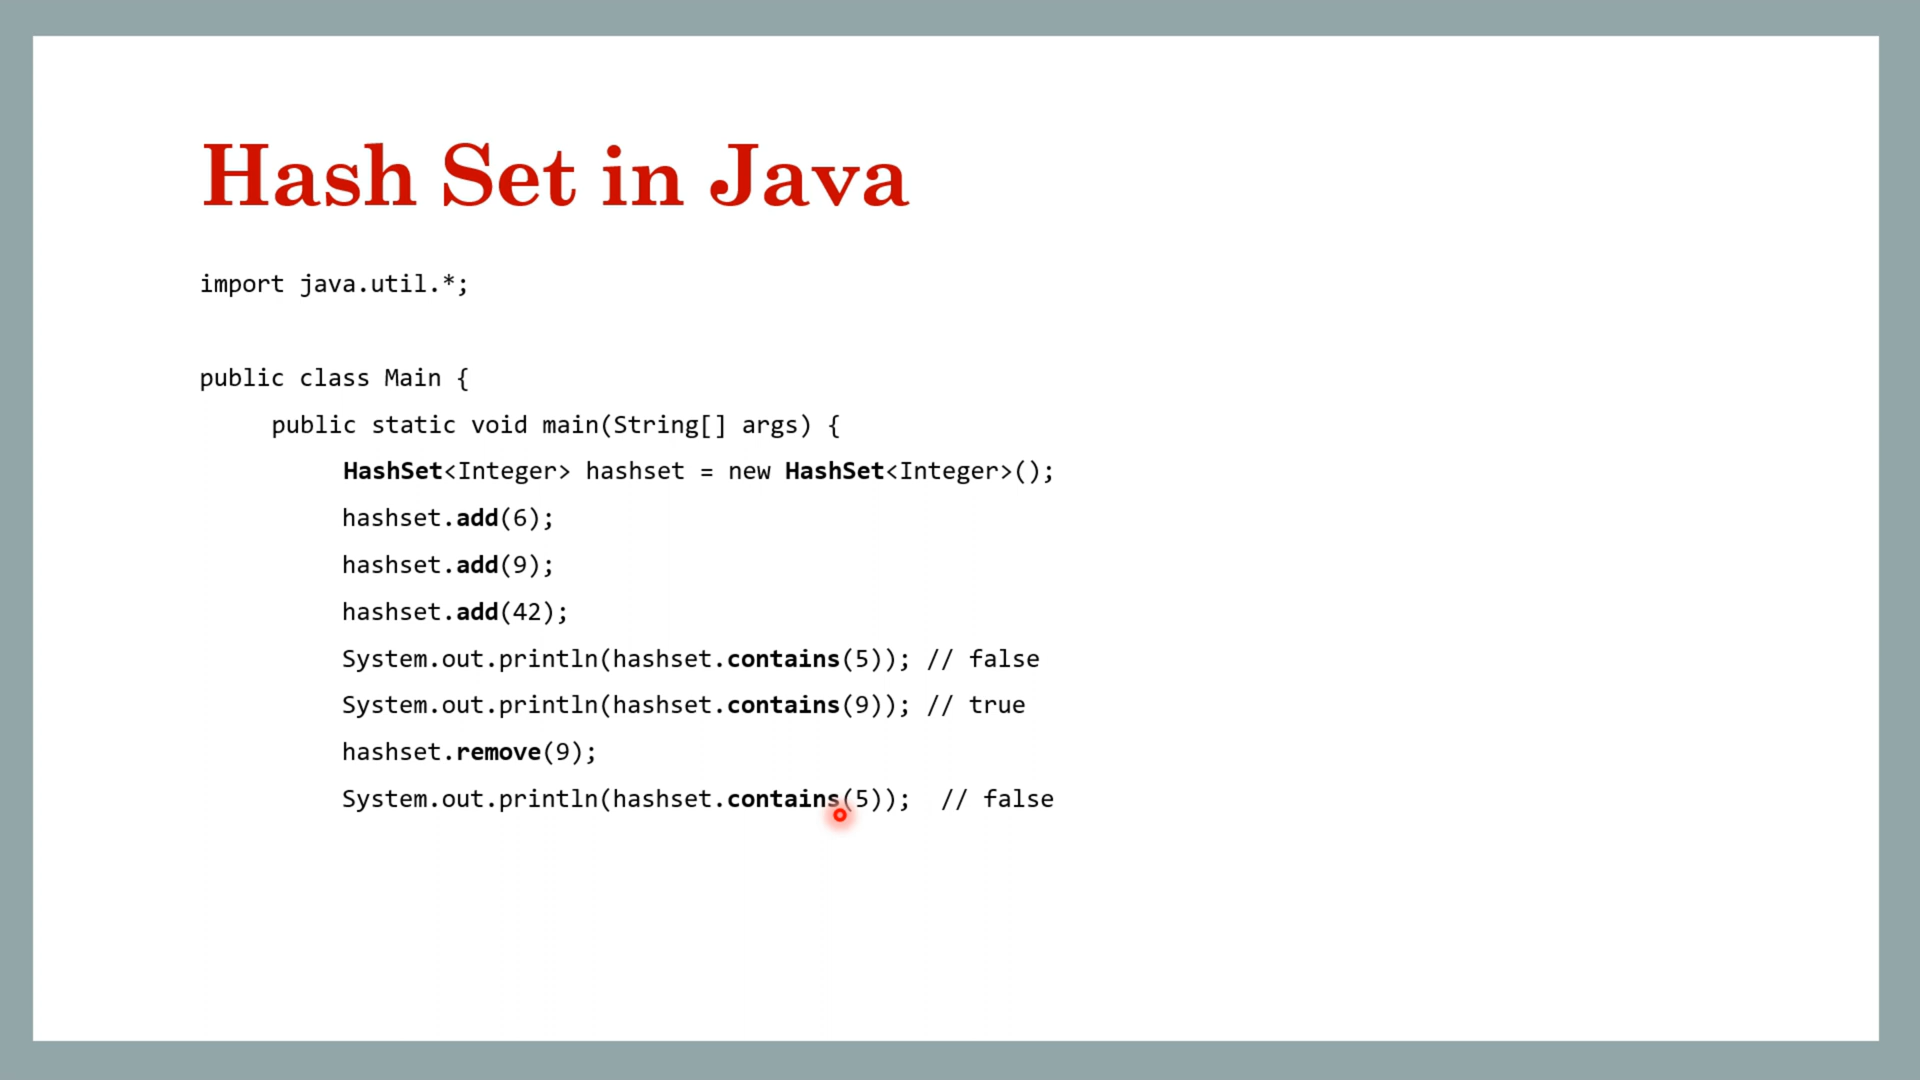 Hash Set in Java
import java.util.*;
public class Main {
public static void main(String[] args) {
HashSet<Integer> hashset = new HashSet<Integer>();
hashset.add(6);
hashset.add(9);
hashset.add(42);
System.out.println(hashset.contains(5)); // false
System.out.println(hashset.contains(9)); // true
hashset.remove(9);
System.out.println(hashset.contains(5));  // false